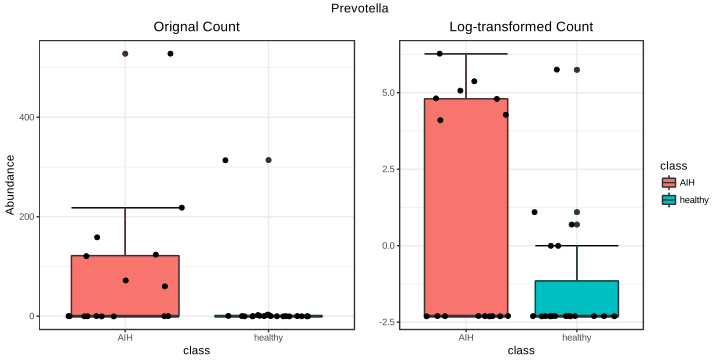 Prevotella
Orignal Count
Log-transformed Count
Abundance
400
200
0
AIH
healthy
class
5.0
2.5
0.0
-2.5
AIH
healthy
class
class
AIH
healthy